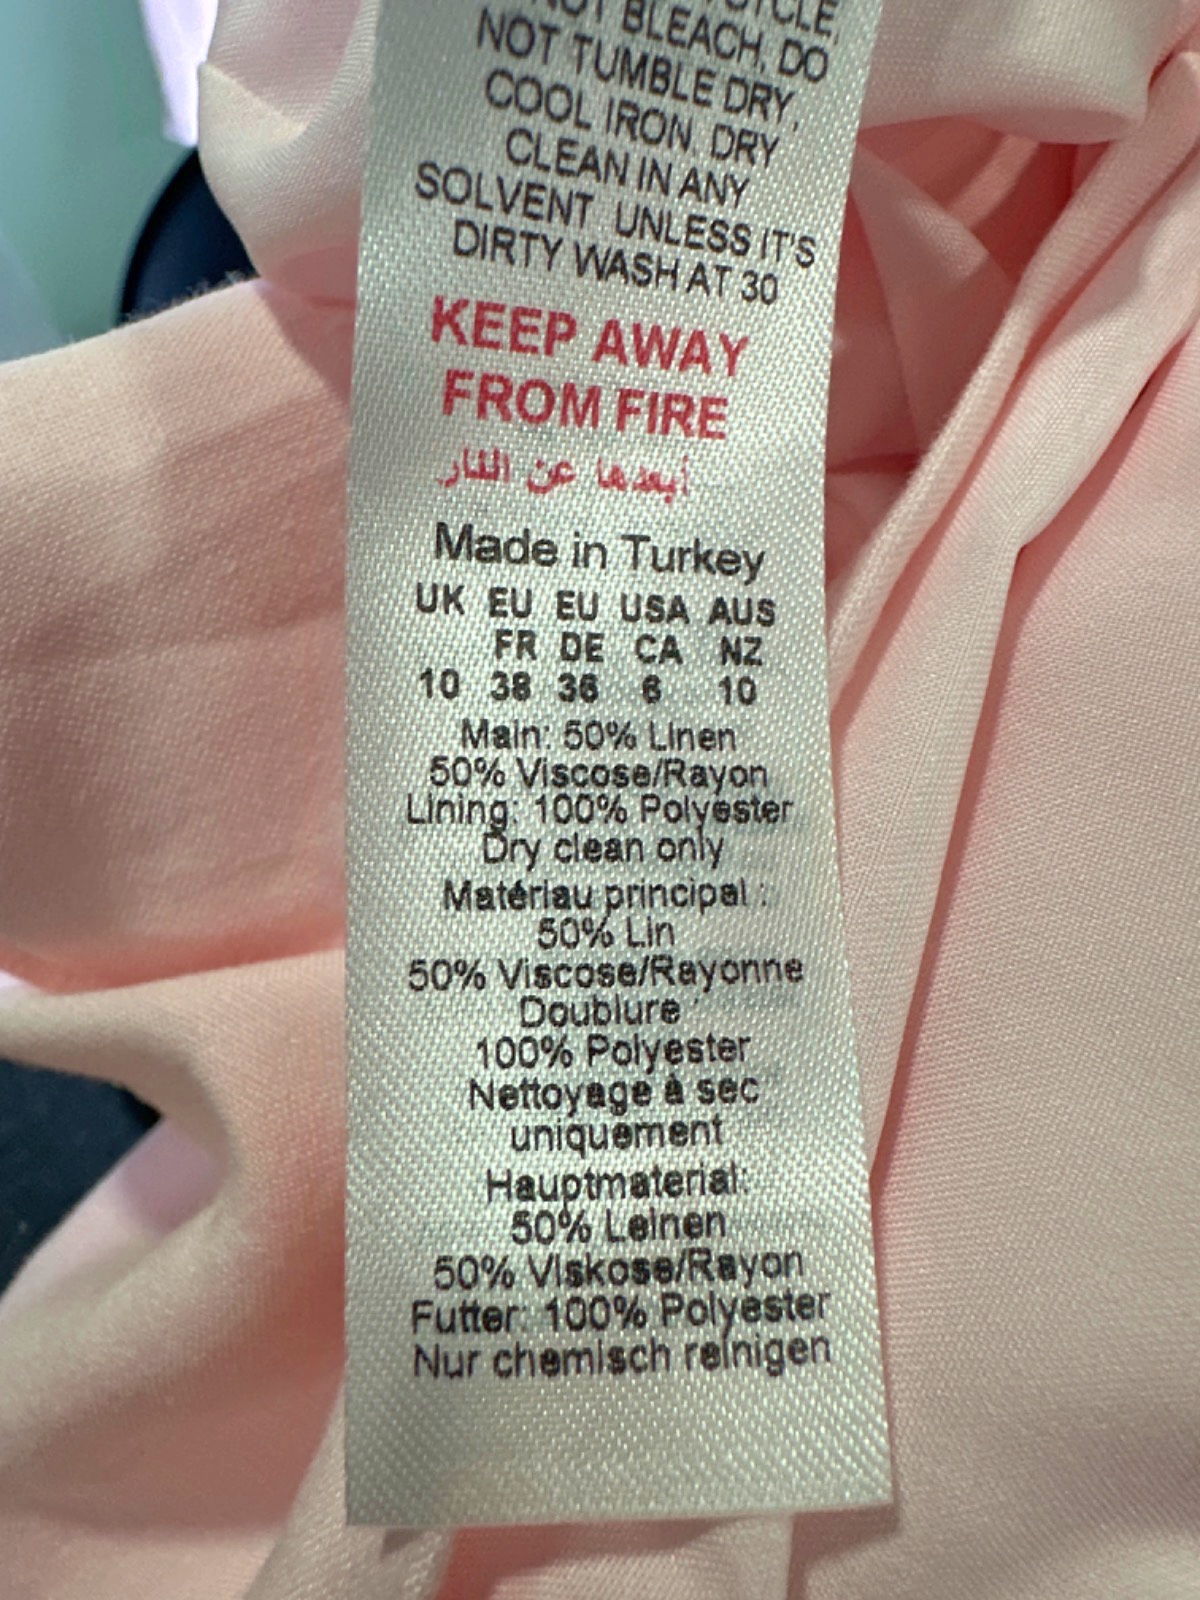 BLEACH, DO
NOT TUMBLE DRY,
COOL IRON. DRY
CLEAN IN ANY
SOLVENT. UNLESS IT'S
DIRTY WASH AT 30
KEEP AWAY
FROM FIRE
أبعدها عن النار
Made in Turkey
UK EU EU USA AUS
FR DE CA NZ
10 38 36 6 10
Main: 50% Linen
50% Viscose/Rayon
Lining: 100% Polyester
Dry clean only
Matériau principal :
50% Lin
50% Viscose/Rayonne
Doublure :
100% Polyester
Nettoyage à sec
uniquement
Hauptmaterial:
50% Leinen
50% Viskose/Rayon
Futter: 100% Polyester
Nur chemisch reinigen